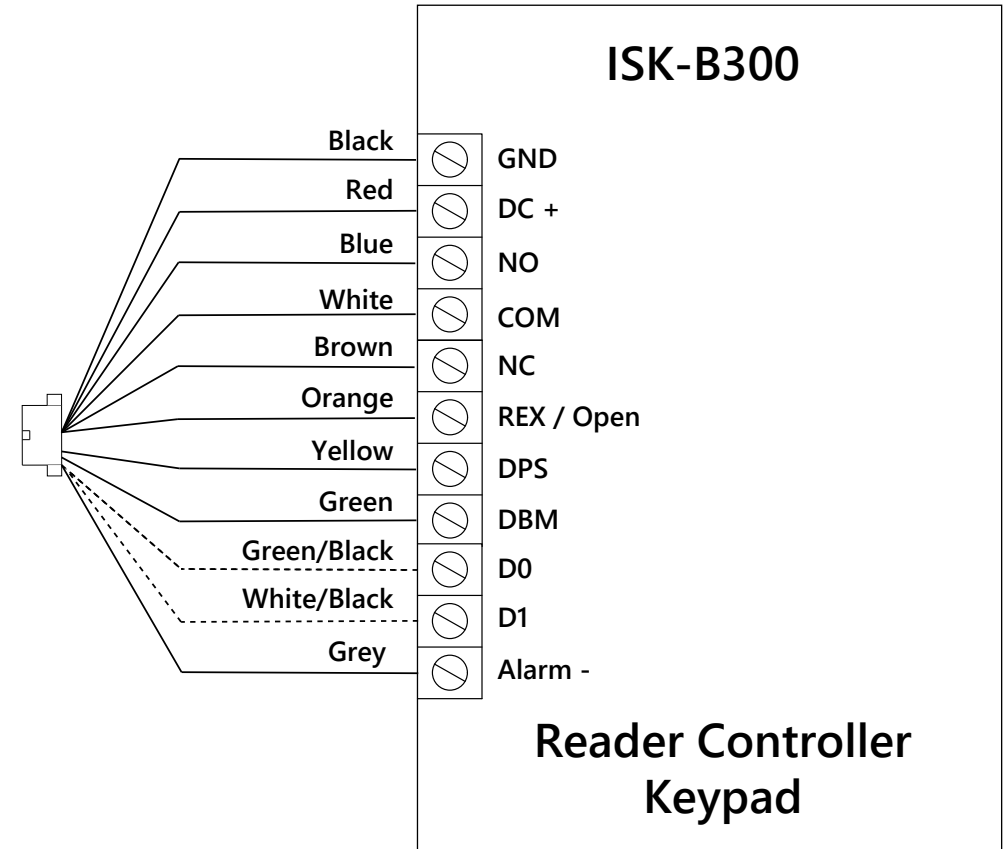 ISK-B300
Black GND
Red DC +
Blue NO
White COM
Brown NC
Orange REX / Open
Yellow DPS
Green DBM
Green/Black D0
White/Black D1
Grey Alarm -
Reader Controller
Keypad